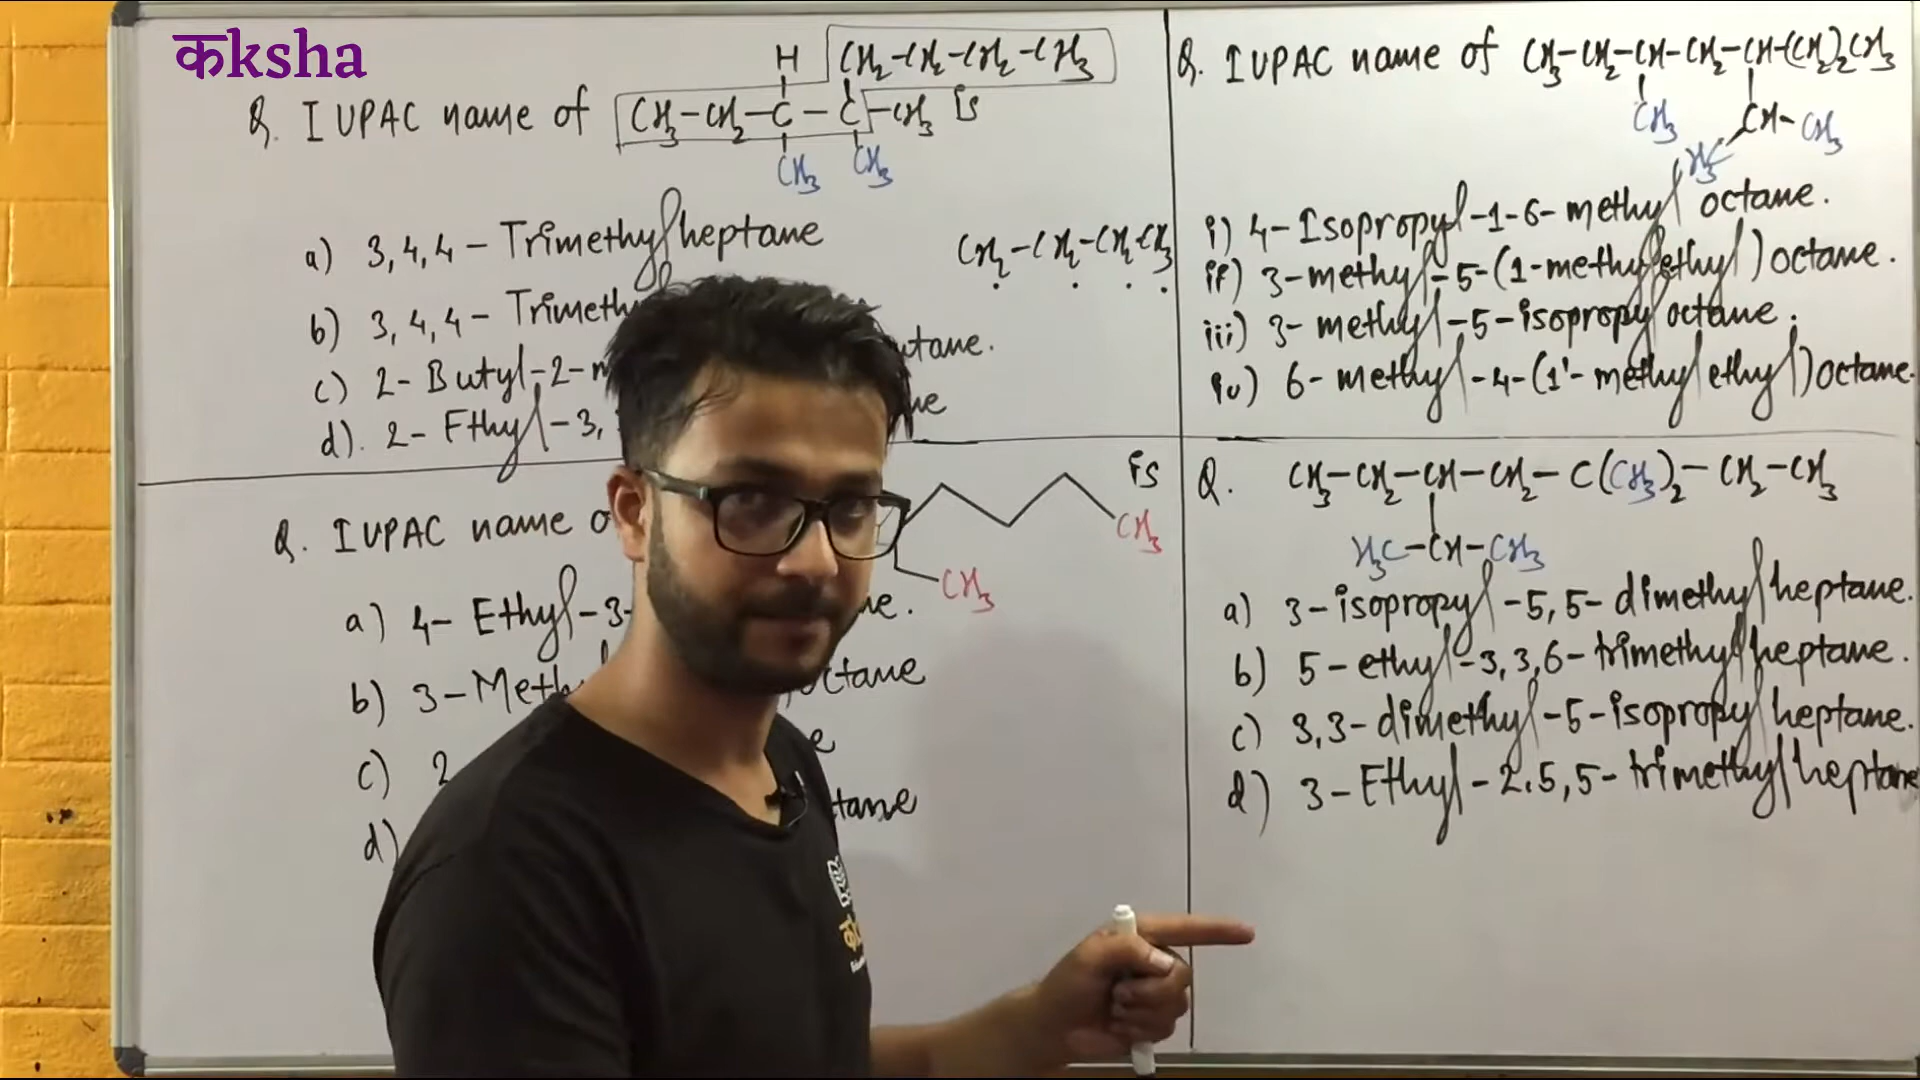 कksha
Q. IUPAC name of CH3-CH2-C-C-CH3 is
H CH2-CH2-CH2-CH3
CH3 CH3
a) 3,4,4- Trimethylheptane
CH2-CH2-CH2-CH3
b) 3,4,4-
c) 2- Butyl-2-
d). 2- Ethyl-3,
Q. IUPAC name of CH3-CH2-CH-CH2-CH-(CH2)2CH3
CH3 CH-CH3
H3C
i) 4-Isopropyl-1-6-methyl octane.
ii) 3-methyl-5-(1-methylethyl) octane.
iii) 3-methyl-5-isopropyl octane.
iv) 6-methyl-4-(1'-methylethyl) octane.
Q. IUPAC name
is
CH3
CH3
a) 4- Ethyl-3-
b) 3-
c) 2
d)
Q. CH3-CH2-CH-CH2-C(CH3)2-CH2-CH3
H3C-CH-CH3
a) 3-isopropyl-5,5-dimethylheptane.
b) 5-ethyl-3,3,6-trimethylheptane.
c) 3,3-dimethyl-5-isopropyl heptane.
d) 3-Ethyl-2.5,5-trimethylheptane